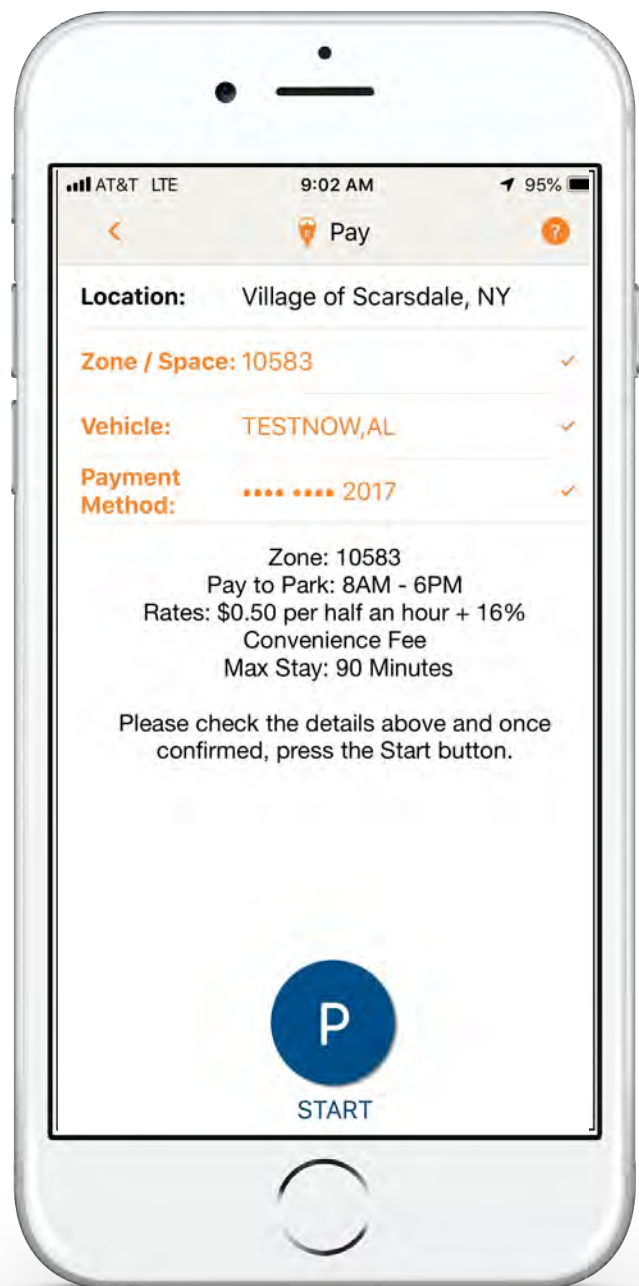 AT&T LTE 9:02 AM 95%
Pay ?
Location: Village of Scarsdale, NY
Zone / Space: 10583
Vehicle: TESTNOW,AL
Payment
Method: •••• •••• 2017
Zone: 10583
Pay to Park: 8AM - 6PM
Rates: $0.50 per half an hour + 16%
Convenience Fee
Max Stay: 90 Minutes
Please check the details above and once
confirmed, press the Start button.
P
START